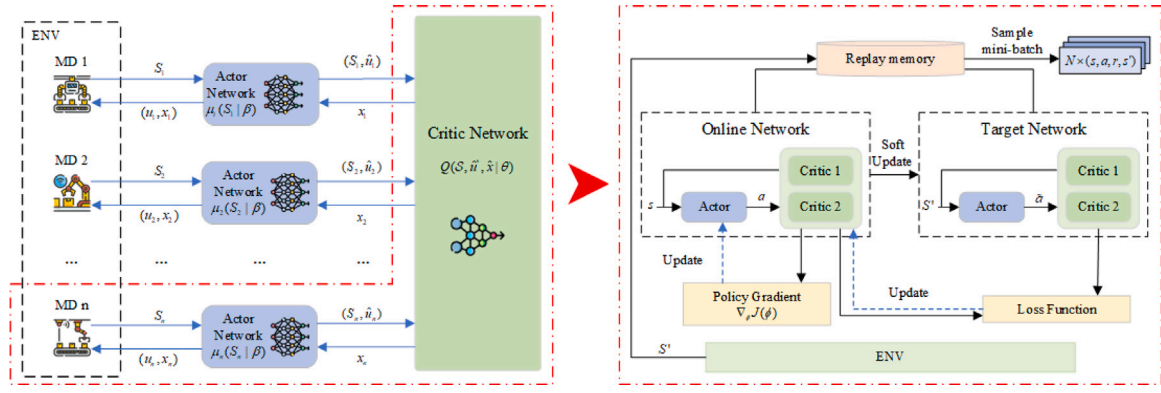 ENV
MD 1
S₁
(u₁, x₁)
Actor
Network
μ₁(S₁ | β)
(S₁, û₁)
x₁
MD 2
S₂
(u₂, x₂)
Actor
Network
μ₂(S₂ | β)
(S₂, û₂)
x₂
...
...
...
...
MD n
Sₙ
(uₙ, xₙ)
Actor
Network
μₙ(Sₙ | β)
(Sₙ, ûₙ)
xₙ
Critic Network
Q(S, û, x̂ | θ)
Replay memory
Sample
mini-batch
N×(s, a, r, s')
Online Network
s
Actor
a
Critic 1
Critic 2
Soft
Update
Target Network
S'
Actor
ã
Critic 1
Critic 2
Update
Policy Gradient
∇ᵩJ(ϕ)
Update
Loss Function
S'
ENV